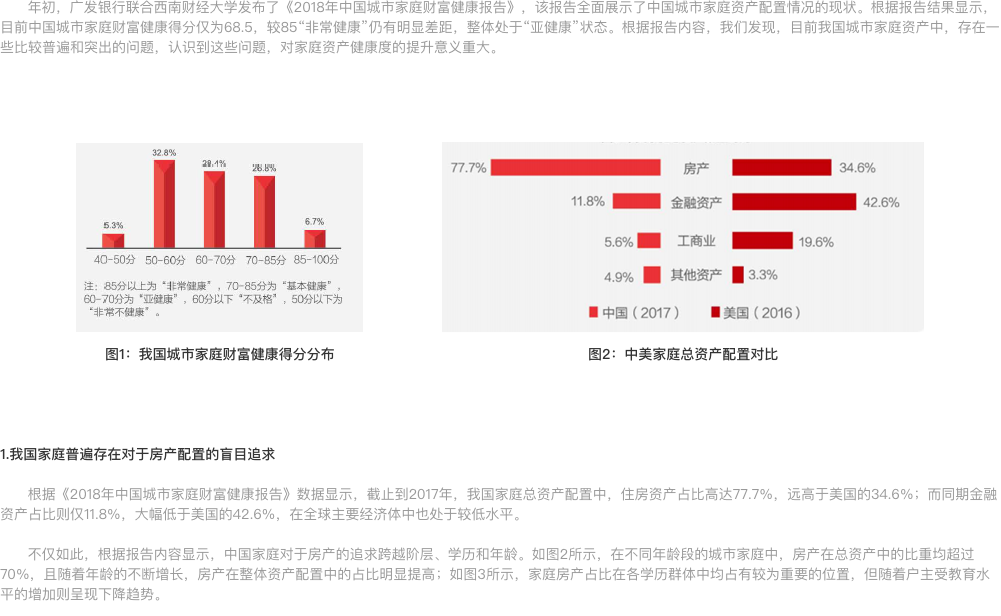 年初，广发银行联合西南财经大学发布了《2018年中国城市家庭财富健康报告》，该报告全面展示了中国城市家庭资产配置情况的现状。根据报告结果显示，
目前中国城市家庭财富健康得分仅为68.5，较85“非常健康”仍有明显差距，整体处于“亚健康”状态。根据报告内容，我们发现，目前我国城市家庭资产中，存在一
些比较普遍和突出的问题，认识到这些问题，对家庭资产健康度的提升意义重大。
32.8%
28.4%
26.8%
5.3%
6.7%
40-50分 50-60分 60-70分 70-85分 85-100分
注：85分以上为“非常健康”，70-85分为“基本健康”，
60-70分为“亚健康”，60分以下“不及格”，50分以下为
“非常不健康”。
图1：我国城市家庭财富健康得分分布
77.7% 房产 34.6%
11.8% 金融资产 42.6%
5.6% 工商业 19.6%
4.9% 其他资产 3.3%
中国（2017） 美国（2016）
图2：中美家庭总资产配置对比
1.我国家庭普遍存在对于房产配置的盲目追求
根据《2018年中国城市家庭财富健康报告》数据显示，截止到2017年，我国家庭总资产配置中，住房资产占比高达77.7%，远高于美国的34.6%；而同期金融
资产占比则仅11.8%，大幅低于美国的42.6%，在全球主要经济体中也处于较低水平。
不仅如此，根据报告内容显示，中国家庭对于房产的追求跨越阶层、学历和年龄。如图2所示，在不同年龄段的城市家庭中，房产在总资产中的比重均超过
70%，且随着年龄的不断增长，房产在整体资产配置中的占比明显提高；如图3所示，家庭房产占比在各学历群体中均占有较为重要的位置，但随着户主受教育水
平的增加则呈现下降趋势。